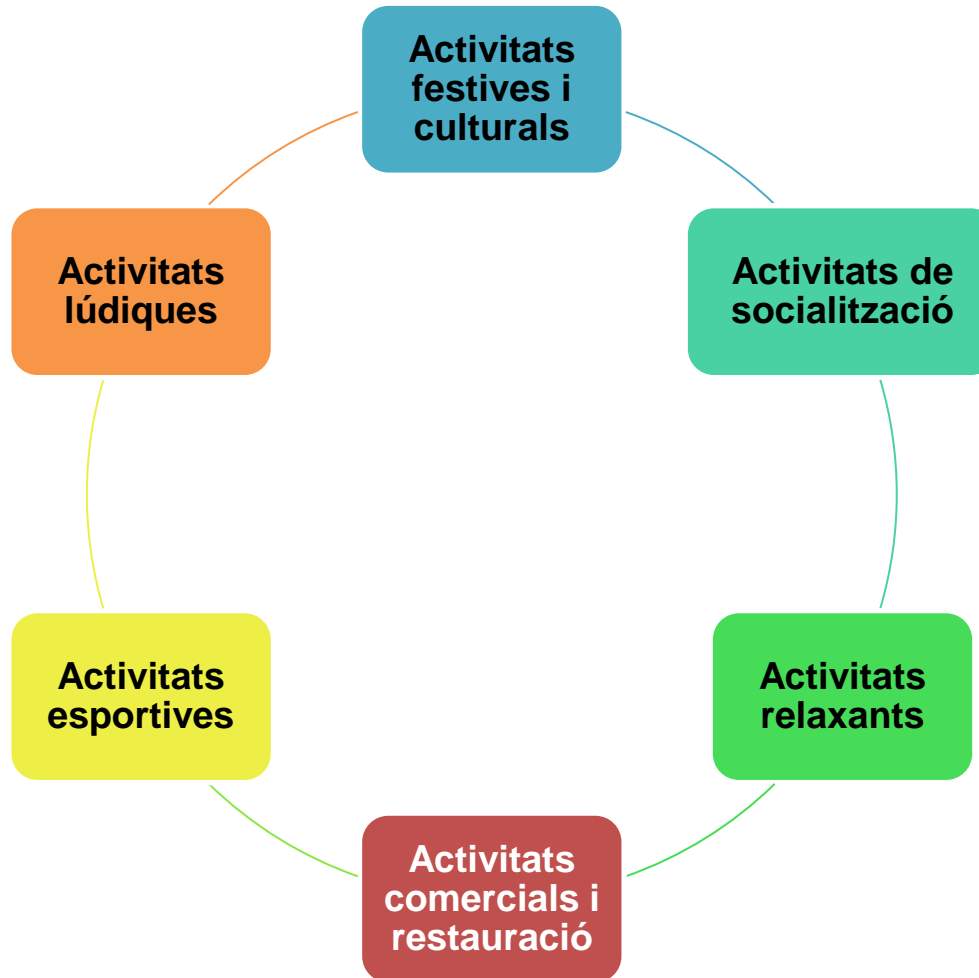 Activitats
festives i
culturals
Activitats de
socialització
Activitats
relaxants
Activitats
comercials i
restauració
Activitats
esportives
Activitats
lúdiques